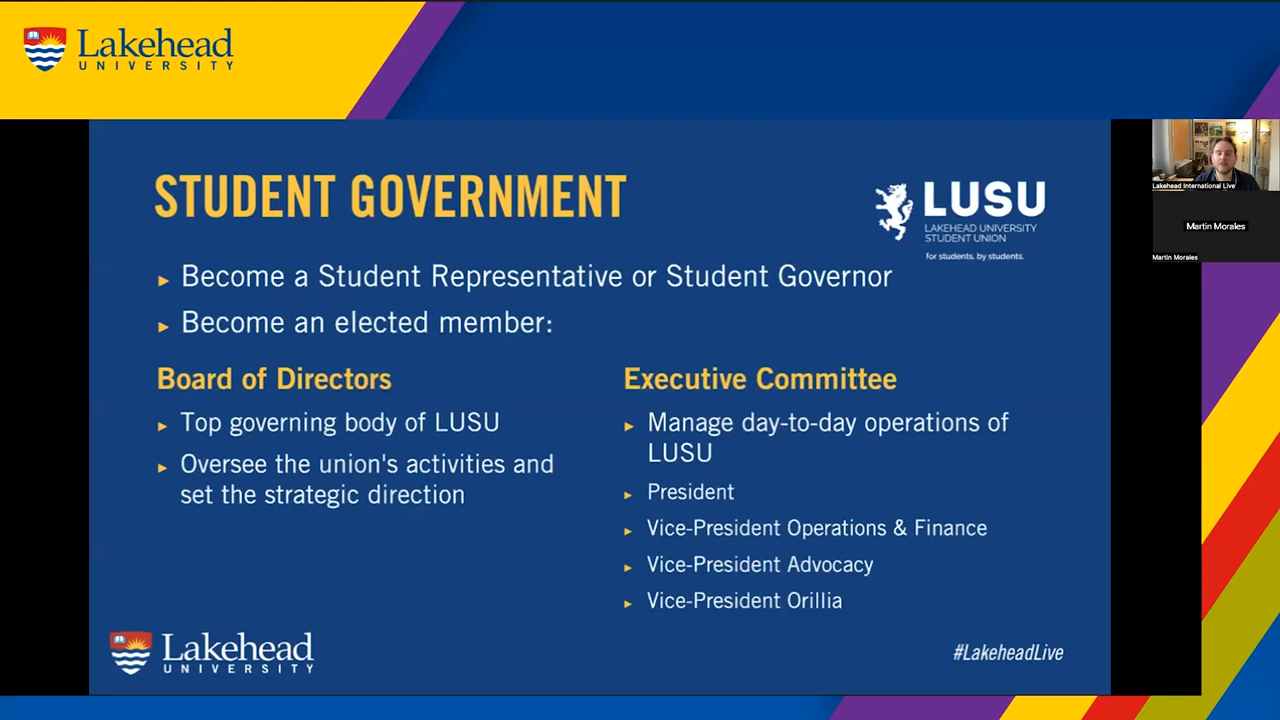 Lakehead
UNIVERSITY
STUDENT GOVERNMENT
LUSU
LAKEHEAD UNIVERSITY
STUDENT UNION
for students. by students.
Become a Student Representative or Student Governor
Become an elected member:
Board of Directors
Top governing body of LUSU
Oversee the union's activities and
set the strategic direction
Executive Committee
Manage day-to-day operations of
LUSU
President
Vice-President Operations & Finance
Vice-President Advocacy
Vice-President Orillia
Lakehead
UNIVERSITY
#LakeheadLive
Lakehead International Live
Martin Morales
Martin Morales